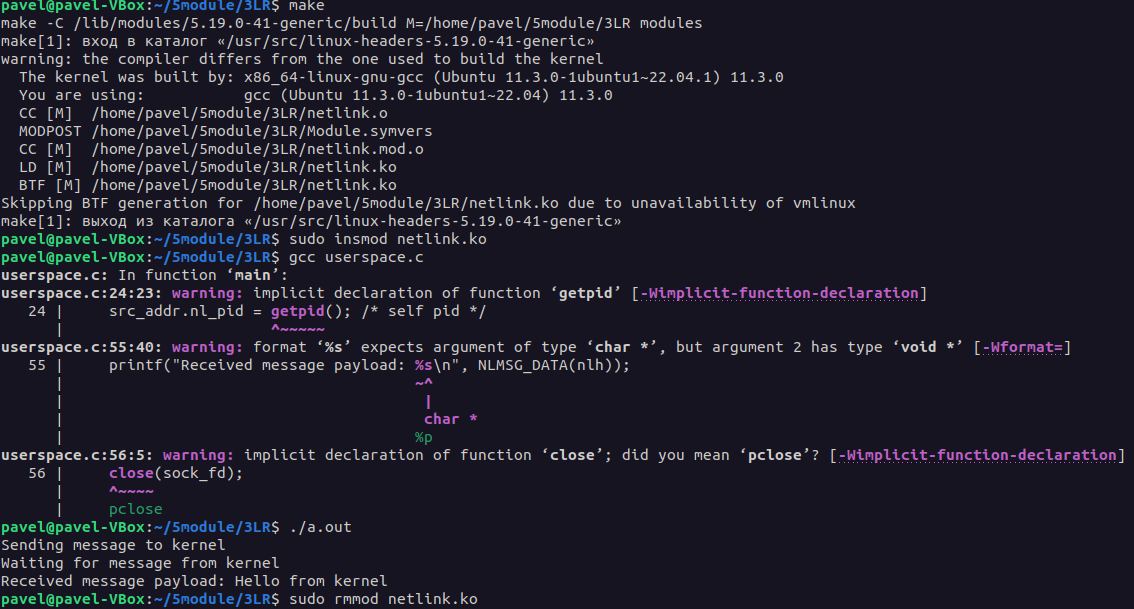 pavel@pavel-VBox:~/5module/3LR$ make
make -C /lib/modules/5.19.0-41-generic/build M=/home/pavel/5module/3LR modules
make[1]: вход в каталог «/usr/src/linux-headers-5.19.0-41-generic»
warning: the compiler differs from the one used to build the kernel
  The kernel was built by: x86_64-linux-gnu-gcc (Ubuntu 11.3.0-1ubuntu1~22.04.1) 11.3.0
  You are using:           gcc (Ubuntu 11.3.0-1ubuntu1~22.04) 11.3.0
  CC [M]  /home/pavel/5module/3LR/netlink.o
  MODPOST /home/pavel/5module/3LR/Module.symvers
  CC [M]  /home/pavel/5module/3LR/netlink.mod.o
  LD [M]  /home/pavel/5module/3LR/netlink.ko
  BTF [M] /home/pavel/5module/3LR/netlink.ko
Skipping BTF generation for /home/pavel/5module/3LR/netlink.ko due to unavailability of vmlinux
make[1]: выход из каталога «/usr/src/linux-headers-5.19.0-41-generic»
pavel@pavel-VBox:~/5module/3LR$ sudo insmod netlink.ko
pavel@pavel-VBox:~/5module/3LR$ gcc userspace.c
userspace.c: In function ‘main’:
userspace.c:24:23: warning: implicit declaration of function ‘getpid’ [-Wimplicit-function-declaration]
   24 |     src_addr.nl_pid = getpid(); /* self pid */
      |                       ^~~~~~
userspace.c:55:40: warning: format ‘%s’ expects argument of type ‘char *’, but argument 2 has type ‘void *’ [-Wformat=]
   55 |     printf("Received message payload: %s\n", NLMSG_DATA(nlh));
      |                                       ~^
      |                                        |
      |                                        char *
      |                                       %p
userspace.c:56:5: warning: implicit declaration of function ‘close’; did you mean ‘pclose’? [-Wimplicit-function-declaration]
   56 |     close(sock_fd);
      |     ^~~~~
      |     pclose
pavel@pavel-VBox:~/5module/3LR$ ./a.out
Sending message to kernel
Waiting for message from kernel
Received message payload: Hello from kernel
pavel@pavel-VBox:~/5module/3LR$ sudo rmmod netlink.ko